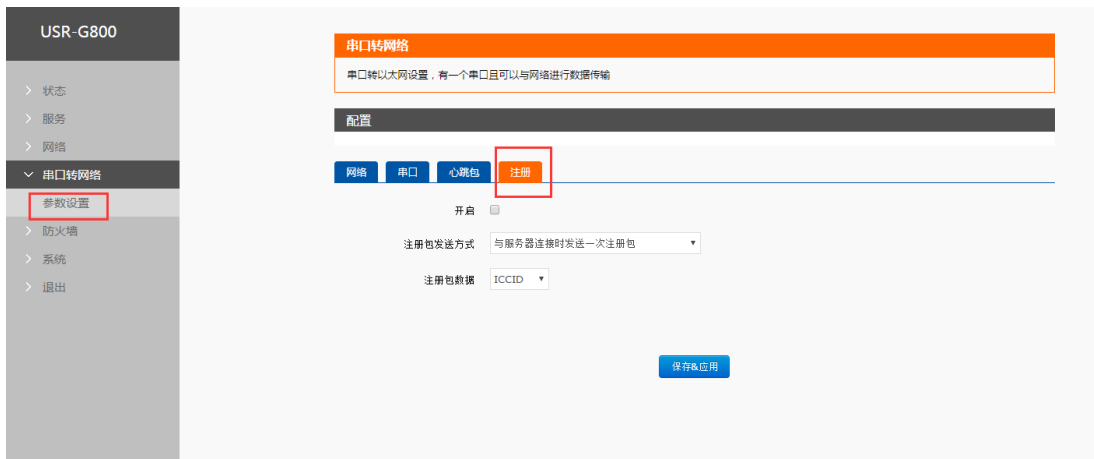 USR-G800
状态
服务
网络
串口转网络
参数设置
防火墙
系统
退出
串口转网络
串口转以太网设置，有一个串口且可以与网络进行数据传输
配置
网络 串口 心跳包 注册
开启
注册包发送方式 与服务器连接时发送一次注册包
注册包数据 ICCID
保存&应用